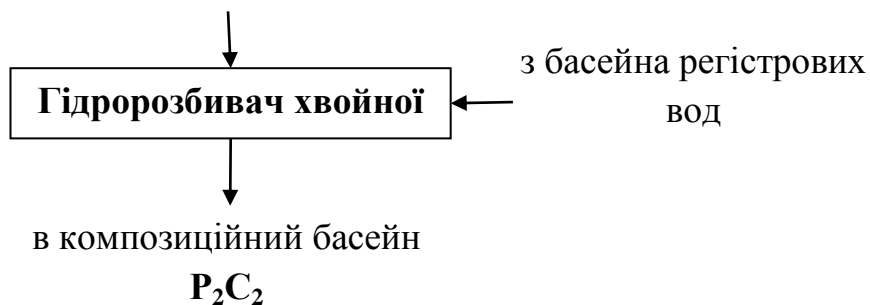 з басейна регістрових
вод
Гідророзбивач хвойної
в композиційний басейн
P₂C₂